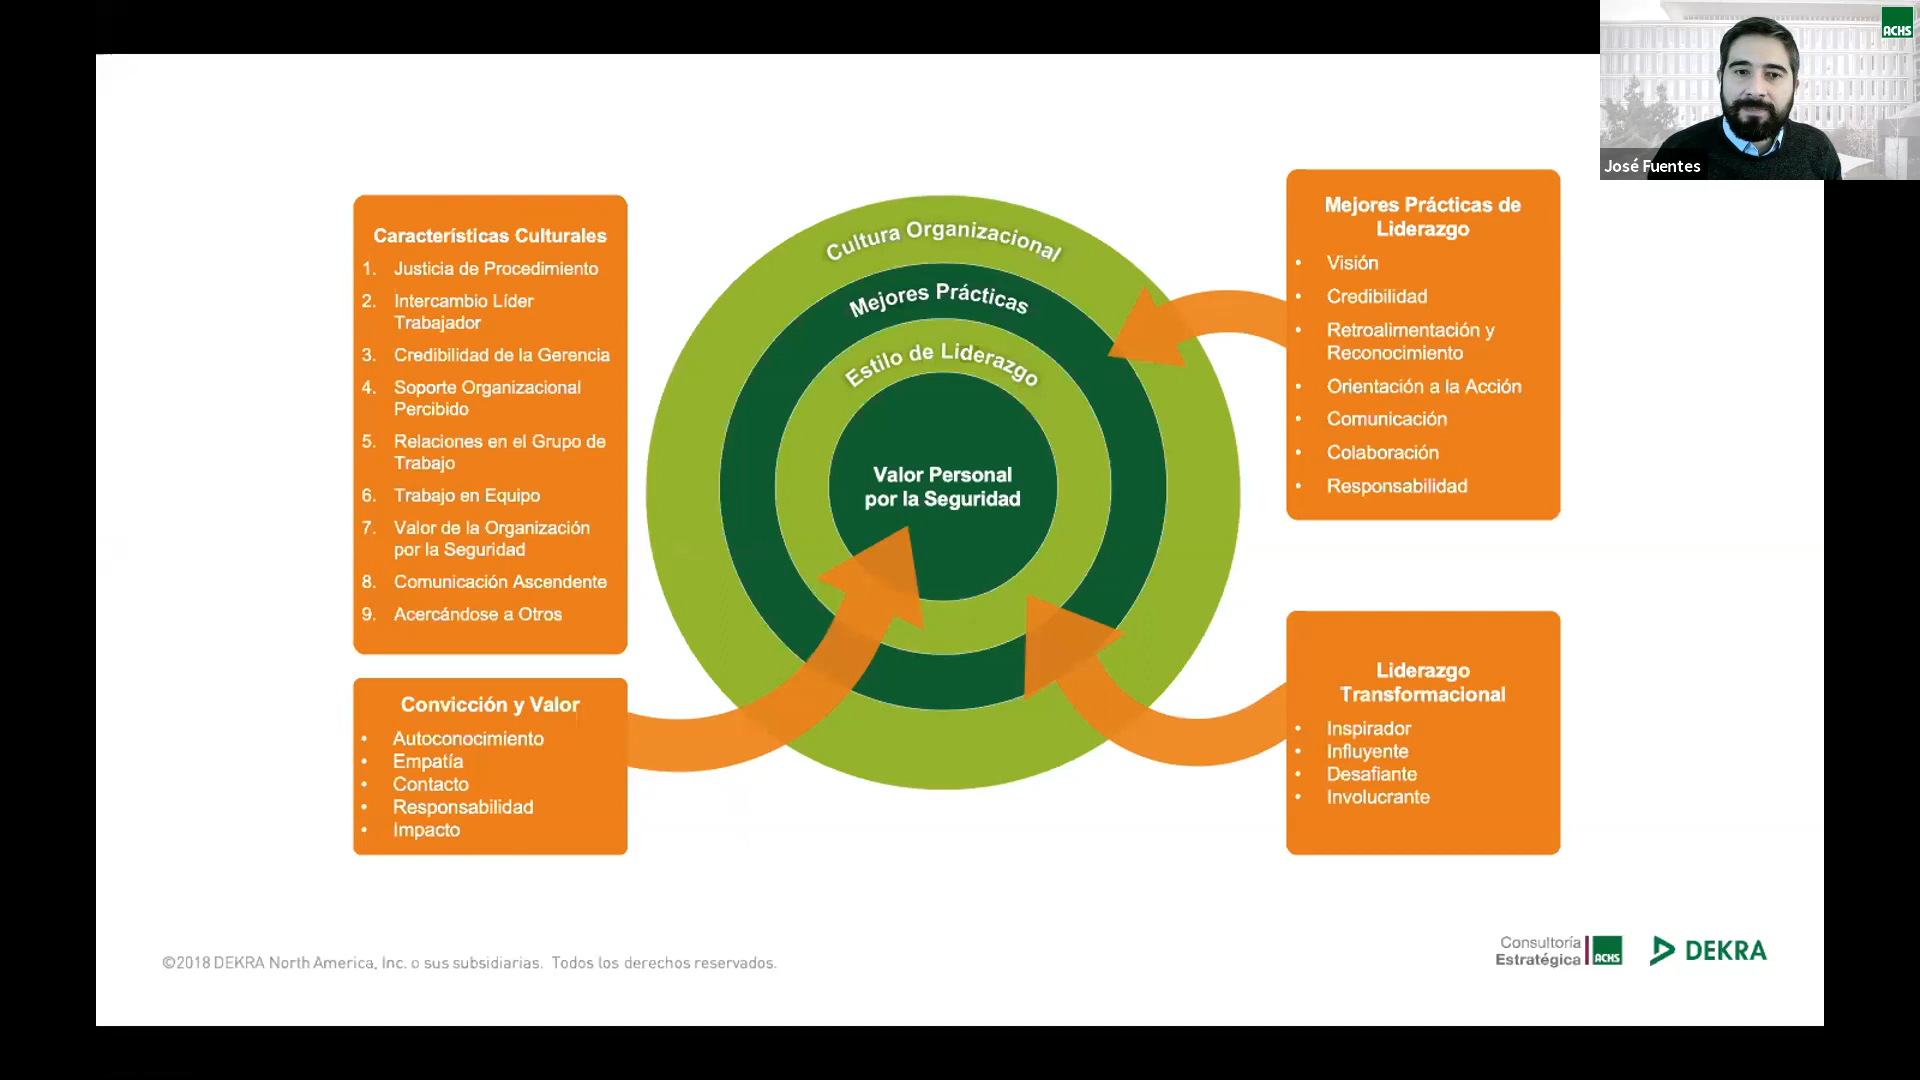 ACHS
José Fuentes
Características Culturales
1. Justicia de Procedimiento
2. Intercambio Líder
Trabajador
3. Credibilidad de la Gerencia
4. Soporte Organizacional
Percibido
5. Relaciones en el Grupo de
Trabajo
6. Trabajo en Equipo
7. Valor de la Organización
por la Seguridad
8. Comunicación Ascendente
9. Acercándose a Otros
Convicción y Valor
• Autoconocimiento
• Empatía
• Contacto
• Responsabilidad
• Impacto
Cultura Organizacional
Mejores Prácticas
Estilo de Liderazgo
Valor Personal
por la Seguridad
Mejores Prácticas de
Liderazgo
• Visión
• Credibilidad
• Retroalimentación y
Reconocimiento
• Orientación a la Acción
• Comunicación
• Colaboración
• Responsabilidad
Liderazgo
Transformacional
• Inspirador
• Influyente
• Desafiante
• Involucrante
©2018 DEKRA North America, Inc. o sus subsidiarias. Todos los derechos reservados.
Consultoría
Estratégica
ACHS
DEKRA